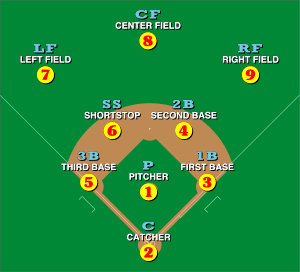 CF
CENTER FIELD
8
LF
LEFT FIELD
7
RF
RIGHT FIELD
9
SS
SHORTSTOP
6
2B
SECOND BASE
4
3B
THIRD BASE
5
P
PITCHER
1
1B
FIRST BASE
3
C
CATCHER
2